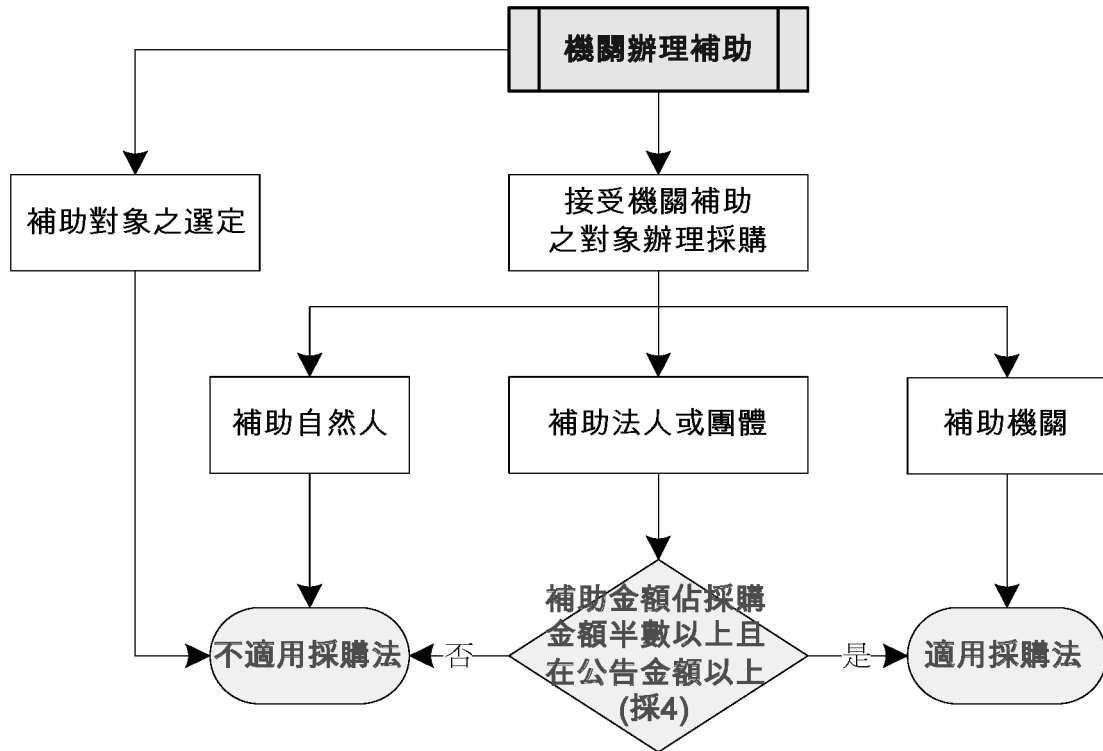 機關辦理補助
補助對象之選定
接受機關補助
之對象辦理採購
補助自然人
補助法人或團體
補助機關
不適用採購法
否
補助金額佔採購
金額半數以上且
在公告金額以上
(採4)
是
適用採購法